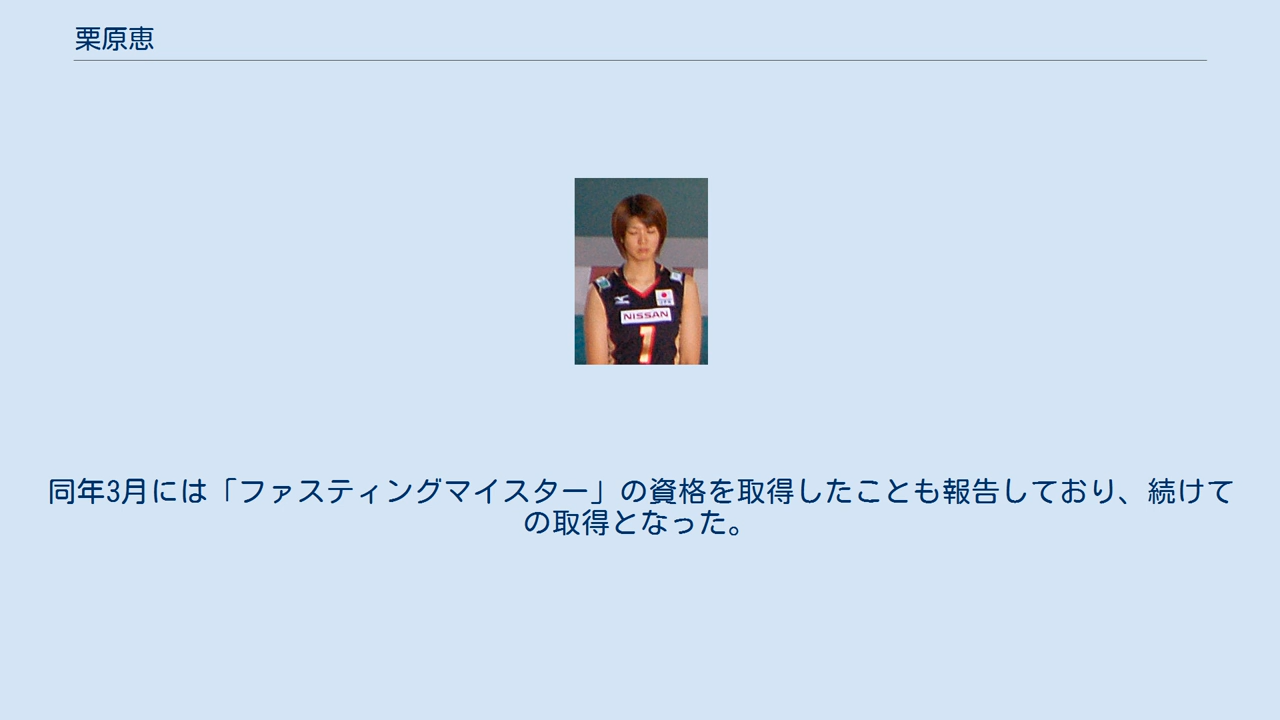 栗原恵
NISSAN
1
同年3月には「ファスティングマイスター」の資格を取得したことも報告しており、続けて
の取得となった。